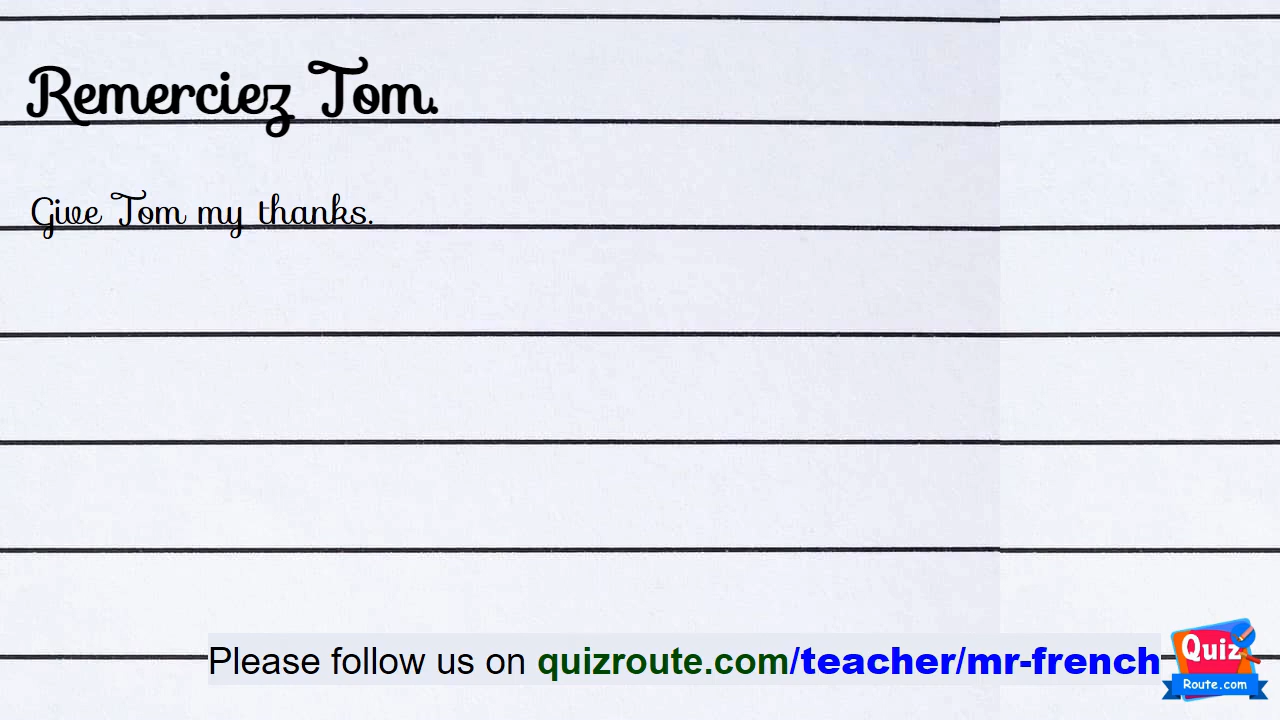 Remerciez Tom.
Give Tom my thanks.
Please follow us on quizroute.com/teacher/mr-french
Quiz
Route.com